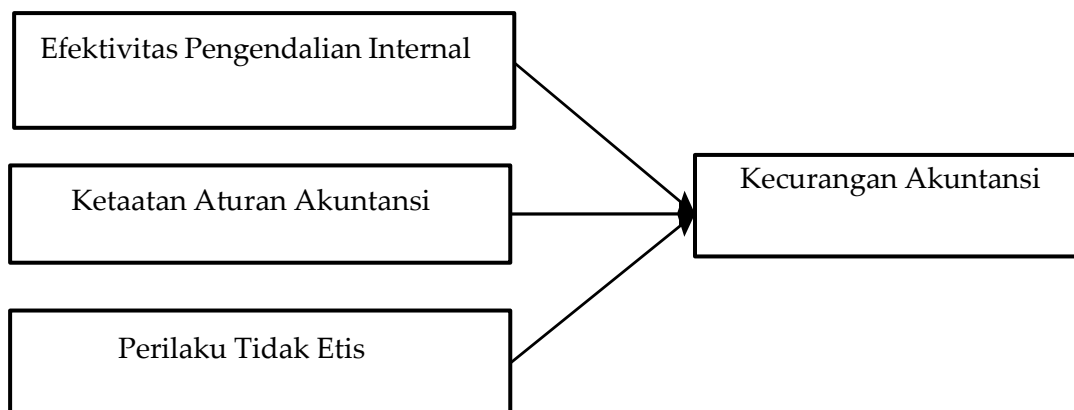 Efektivitas Pengendalian Internal
Ketaatan Aturan Akuntansi
Kecurangan Akuntansi
Perilaku Tidak Etis